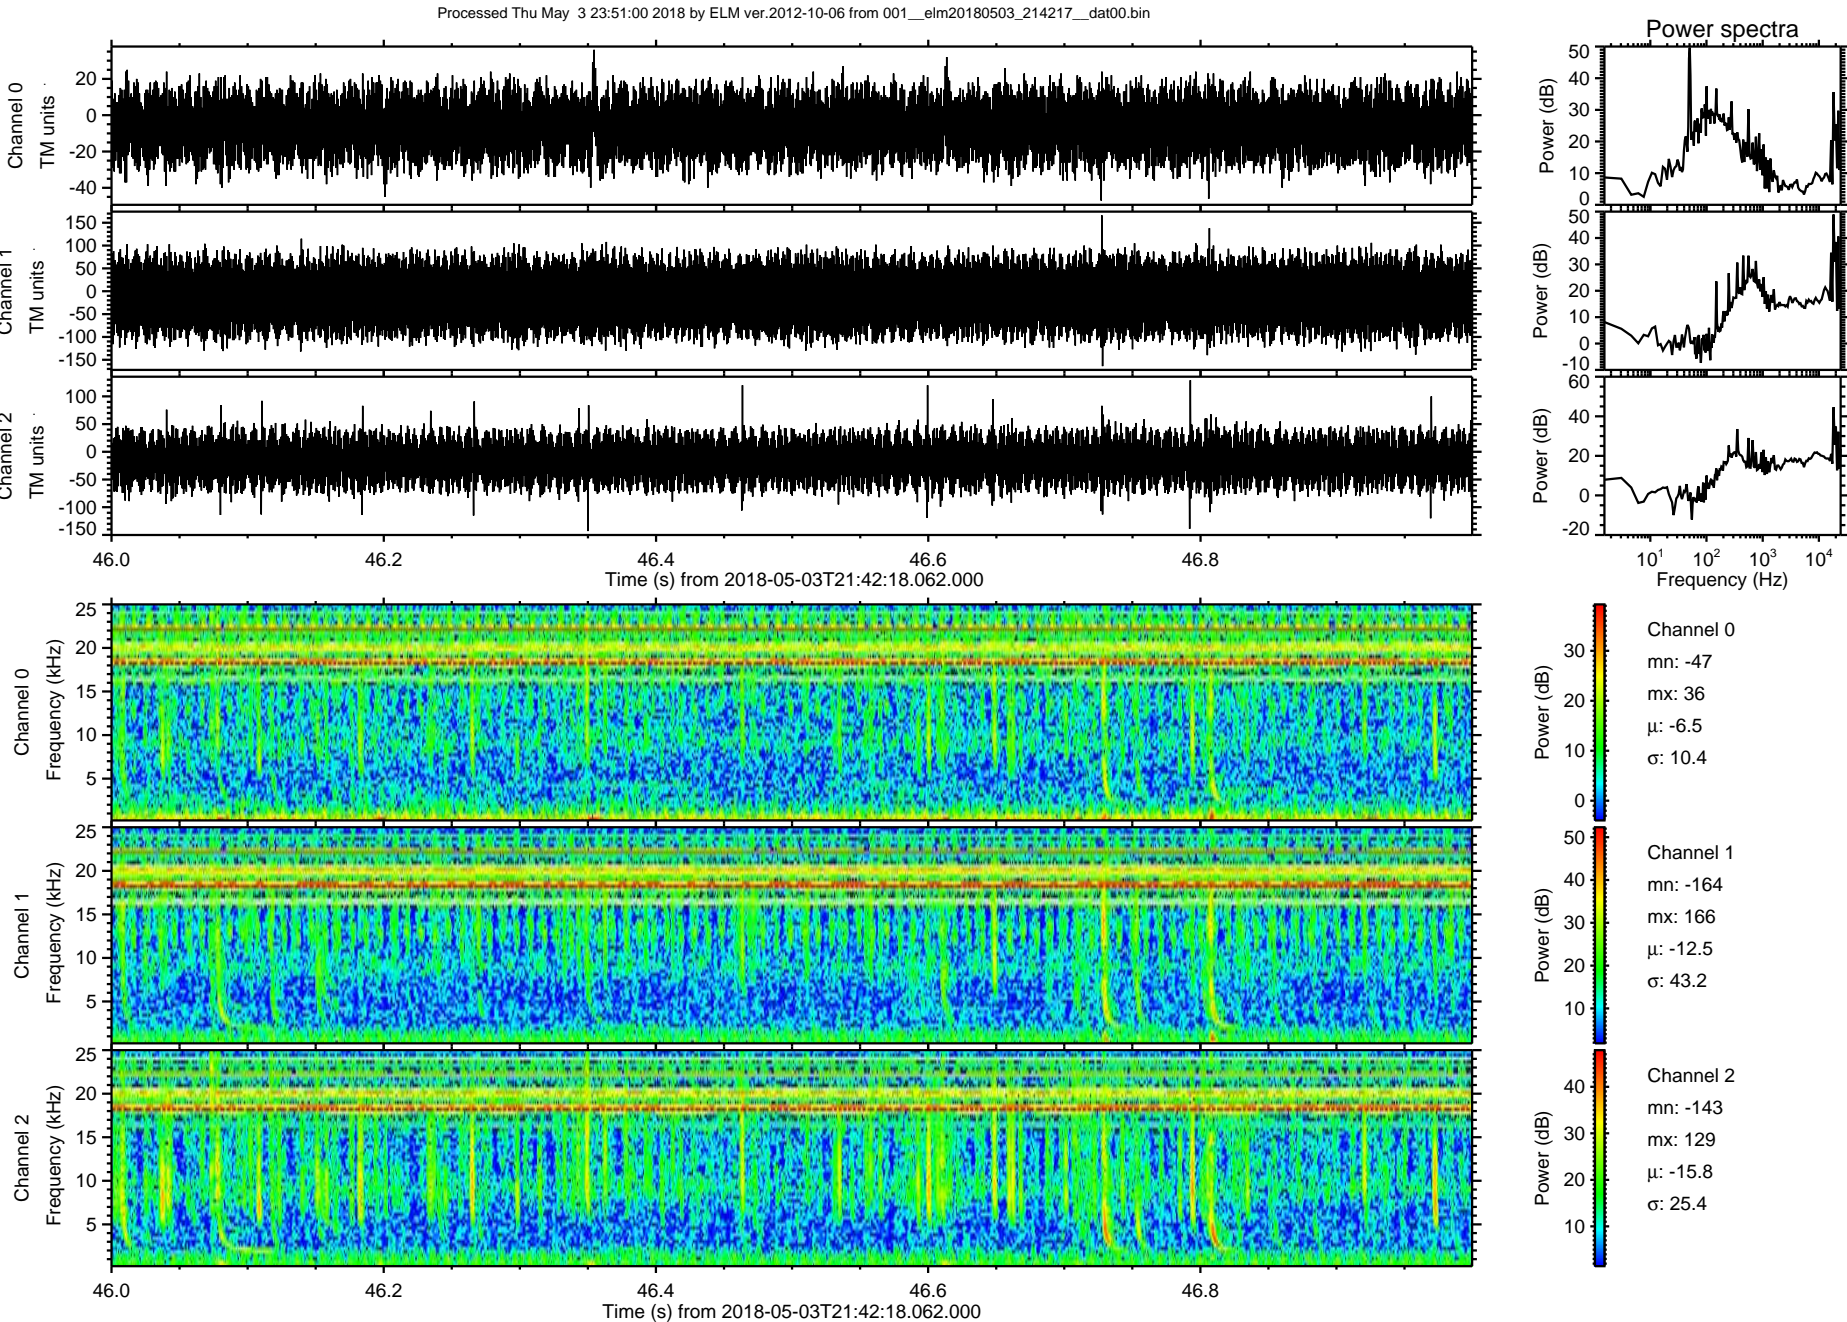 Processed Thu May  3 23:51:00 2018 by ELM ver.2012-10-06 from 001__elm20180503_214217__dat00.bin
Power spectra
Channel 0
TM units
20
0
-20
-40
Power (dB)
50
40
30
20
10
0
Channel 1
TM units
150
100
50
0
-50
-100
-150
Power (dB)
50
40
30
20
10
0
-10
Channel 2
TM units
100
50
0
-50
-100
-150
Power (dB)
60
40
20
0
-20
46.0 46.2 46.4 46.6 46.8
Time (s) from 2018-05-03T21:42:18.062.000
10¹ 10² 10³ 10⁴
Frequency (Hz)
Channel 0
Frequency (kHz)
25
20
15
10
5
Power (dB)
30
20
10
0
Channel 0
mn: -47
mx: 36
μ: -6.5
σ: 10.4
Channel 1
Frequency (kHz)
25
20
15
10
5
Power (dB)
50
40
30
20
10
Channel 1
mn: -164
mx: 166
μ: -12.5
σ: 43.2
Channel 2
Frequency (kHz)
25
20
15
10
5
Power (dB)
40
30
20
10
Channel 2
mn: -143
mx: 129
μ: -15.8
σ: 25.4
46.0 46.2 46.4 46.6 46.8
Time (s) from 2018-05-03T21:42:18.062.000